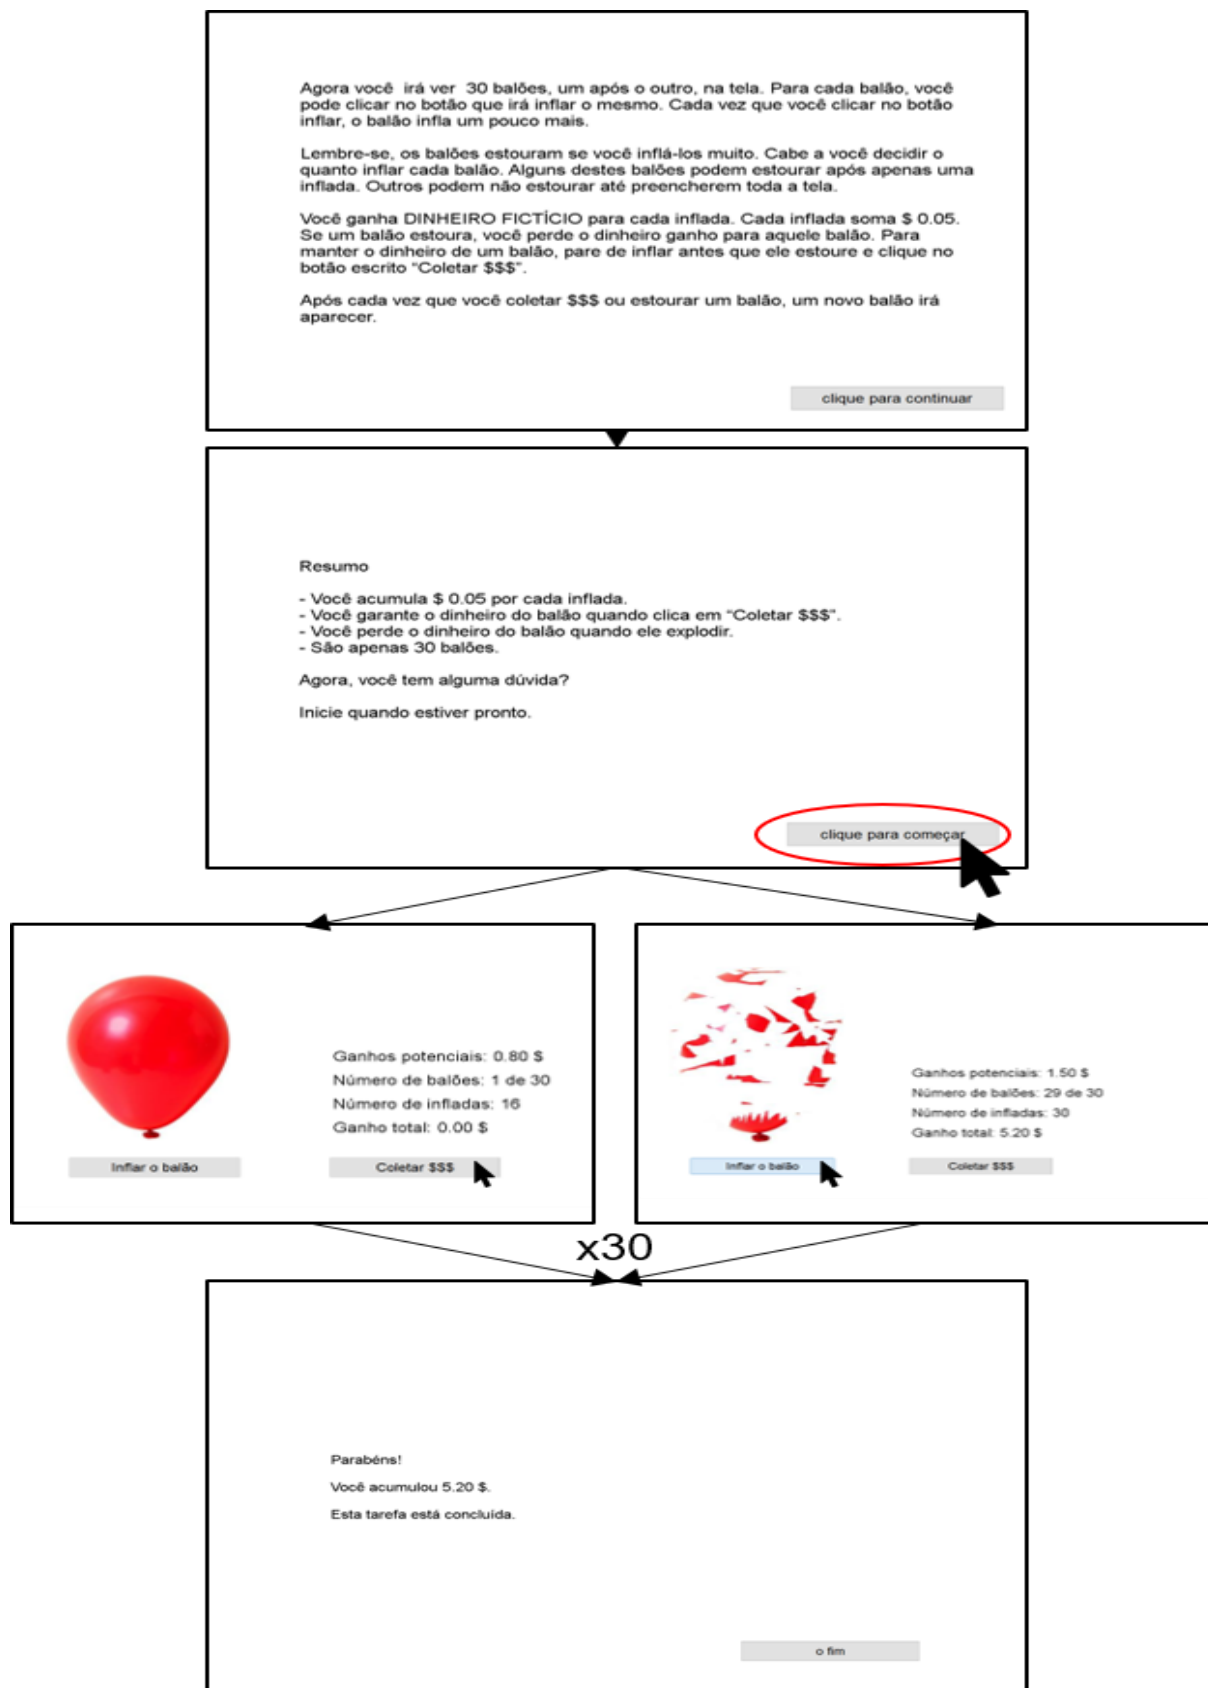 Agora você irá ver 30 balões, um após o outro, na tela. Para cada balão, você
pode clicar no botão que irá inflar o mesmo. Cada vez que você clicar no botão
inflar, o balão infla um pouco mais.
Lembre-se, os balões estouram se você inflá-los muito. Cabe a você decidir o
quanto inflar cada balão. Alguns destes balões podem estourar após apenas uma
inflada. Outros podem não estourar até preencherem toda a tela.
Você ganha DINHEIRO FICTÍCIO para cada inflada. Cada inflada soma $ 0.05.
Se um balão estoura, você perde o dinheiro ganho para aquele balão. Para
manter o dinheiro de um balão, pare de inflar antes que ele estoure e clique no
botão escrito “Coletar $$$”.
Após cada vez que você coletar $$$ ou estourar um balão, um novo balão irá
aparecer.
clique para continuar
Resumo
- Você acumula $ 0.05 por cada inflada.
- Você garante o dinheiro do balão quando clica em “Coletar $$$”.
- Você perde o dinheiro do balão quando ele explodir.
- São apenas 30 balões.
Agora, você tem alguma dúvida?
Inicie quando estiver pronto.
clique para começar
Ganhos potenciais: 0.80 $
Número de balões: 1 de 30
Número de infladas: 16
Ganho total: 0.00 $
Inflar o balão
Coletar $$$
Ganhos potenciais: 1.50 $
Número de balões: 29 de 30
Número de infladas: 30
Ganho total: 5.20 $
Inflar o balão
Coletar $$$
x30
Parabéns!
Você acumulou 5.20 $.
Esta tarefa está concluída.
o fim